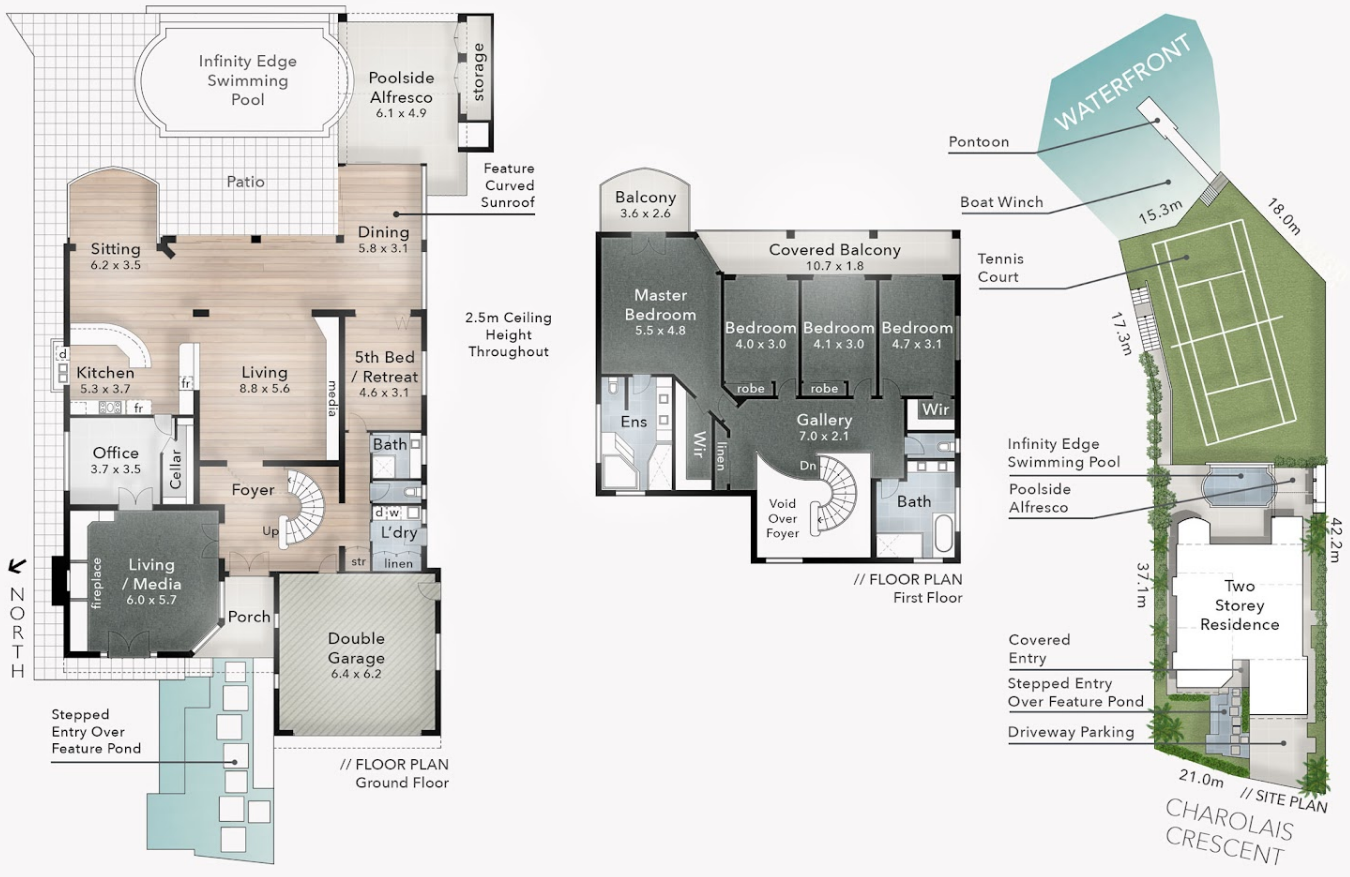 Infinity Edge
Swimming
Pool
Poolside
Alfresco
6.1 x 4.9
storage
Patio
Feature
Curved
Sunroof
Sitting
6.2 x 3.5
Dining
5.8 x 3.1
2.5m Ceiling
Height
Throughout
d
Kitchen
5.3 x 3.7
fr
fr
Living
8.8 x 5.6
media
5th Bed
/ Retreat
4.6 x 3.1
Office
3.7 x 3.5
Cellar
Bath
Foyer
Up
d w
L'dry
str
linen
fireplace
Living
/ Media
6.0 x 5.7
Porch
Double
Garage
6.4 x 6.2
NORTH
Stepped
Entry Over
Feature Pond
// FLOOR PLAN
Ground Floor
Balcony
3.6 x 2.6
Covered Balcony
10.7 x 1.8
Master
Bedroom
5.5 x 4.8
Bedroom
4.0 x 3.0
Bedroom
4.1 x 3.0
Bedroom
4.7 x 3.1
robe
robe
Ens
Wir
linen
Gallery
7.0 x 2.1
Wir
Dn
Void
Over
Foyer
Bath
// FLOOR PLAN
First Floor
WATERFRONT
Pontoon
Boat Winch
15.3m
18.0m
Tennis
Court
17.3m
Infinity Edge
Swimming Pool
Poolside
Alfresco
42.2m
37.1m
Two
Storey
Residence
Covered
Entry
Stepped Entry
Over Feature Pond
Driveway Parking
21.0m
// SITE PLAN
CHAROLAIS
CRESCENT